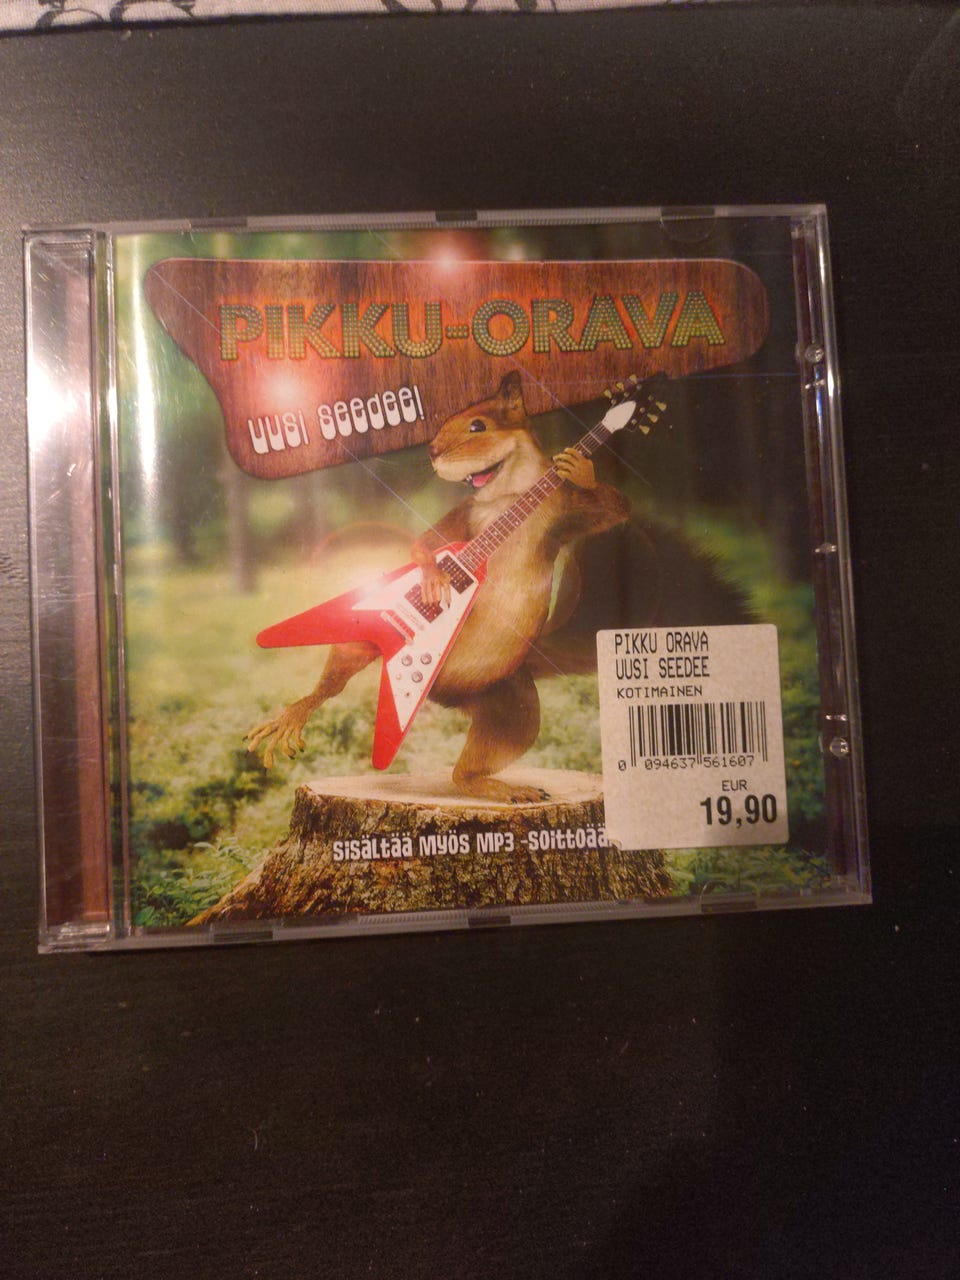 PIKKU-ORAVA
uusi seedee!
PIKKU ORAVA
UUSI SEEDEE
KOTIMAINEN
0 094637 561607
EUR
19,90
Sisältää myös MP3 -soittoää